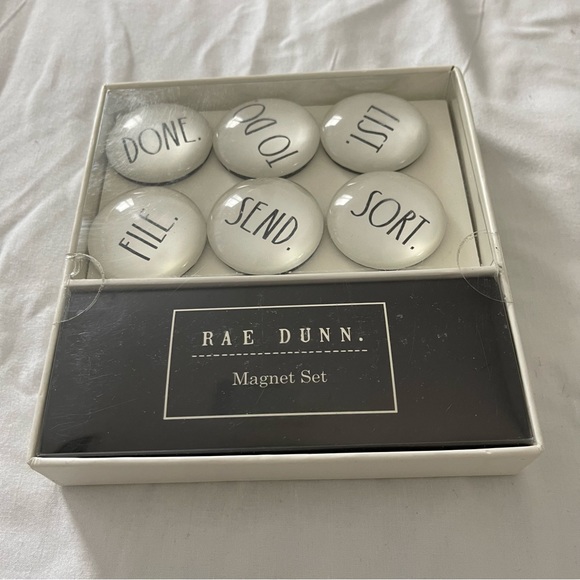 DONE.
TO DO
LIST.
FILE.
SEND.
SORT.
RAE DUNN.
Magnet Set